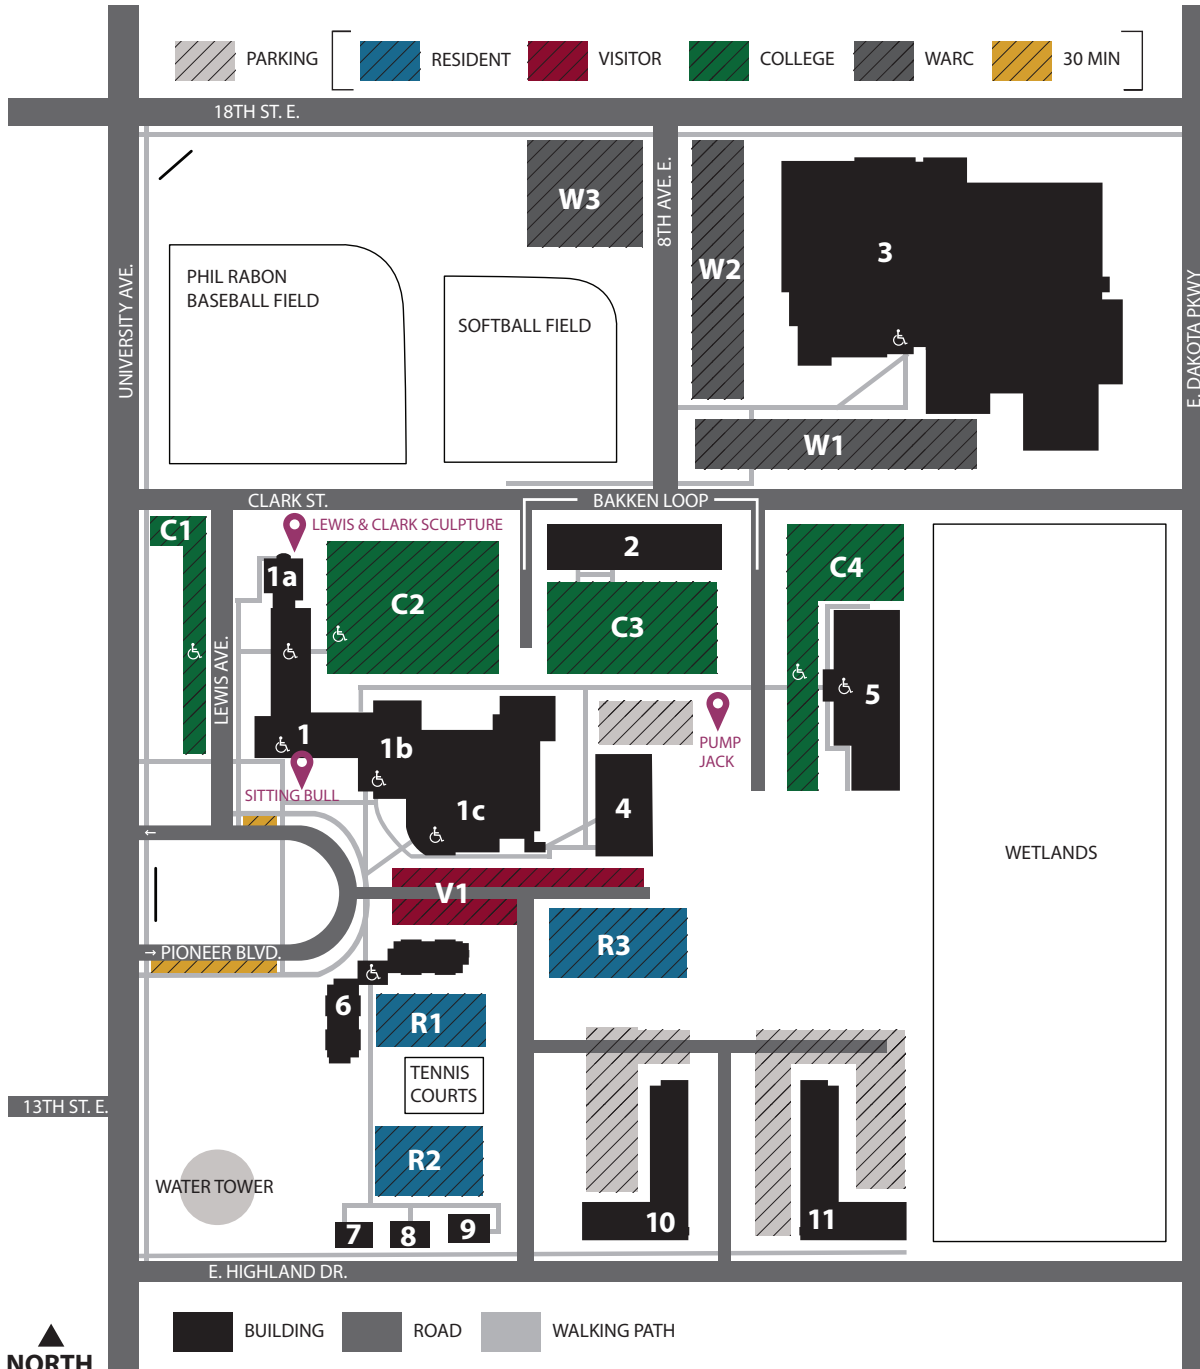 PARKING
RESIDENT
VISITOR
COLLEGE
WARC
30 MIN
18TH ST. E.
UNIVERSITY AVE.
8TH AVE. E.
E. DAKOTA PKWY
W3
W2
3
PHIL RABON
BASEBALL FIELD
SOFTBALL FIELD
W1
CLARK ST.
BAKKEN LOOP
C1
LEWIS & CLARK SCULPTURE
2
1a
C2
C3
C4
LEWIS AVE.
5
1
1b
PUMP
JACK
SITTING BULL
1c
4
←
WETLANDS
V1
→ PIONEER BLVD.
R3
6
R1
TENNIS
COURTS
13TH ST. E.
R2
WATER TOWER
7
8
9
10
11
E. HIGHLAND DR.
BUILDING
ROAD
WALKING PATH
NORTH